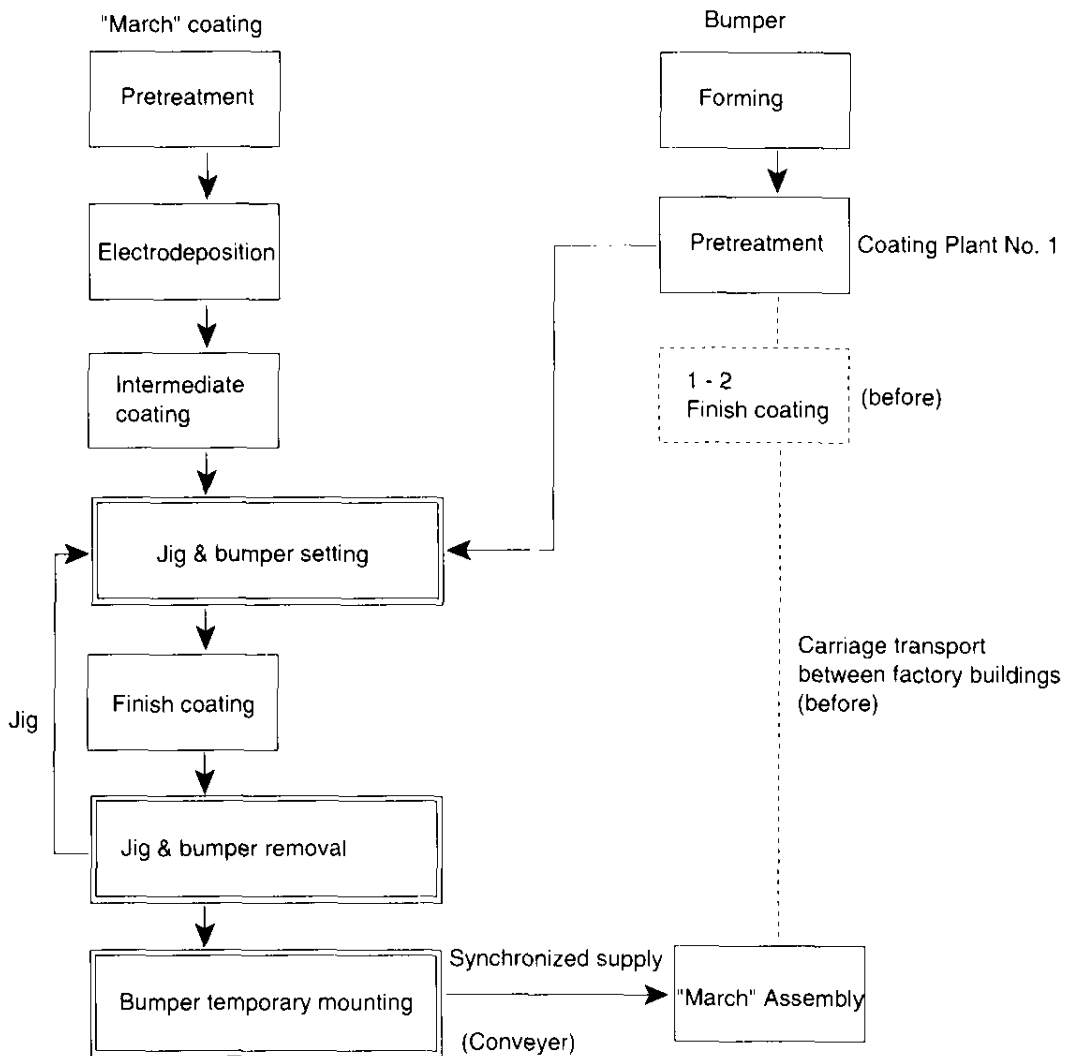 "March" coating
Pretreatment
Electrodeposition
Intermediate
coating
Jig & bumper setting
Jig
Finish coating
Jig & bumper removal
Bumper temporary mounting
Synchronized supply
(Conveyer)
Bumper
Forming
Pretreatment
Coating Plant No. 1
1 - 2
Finish coating
(before)
Carriage transport
between factory buildings
(before)
"March" Assembly